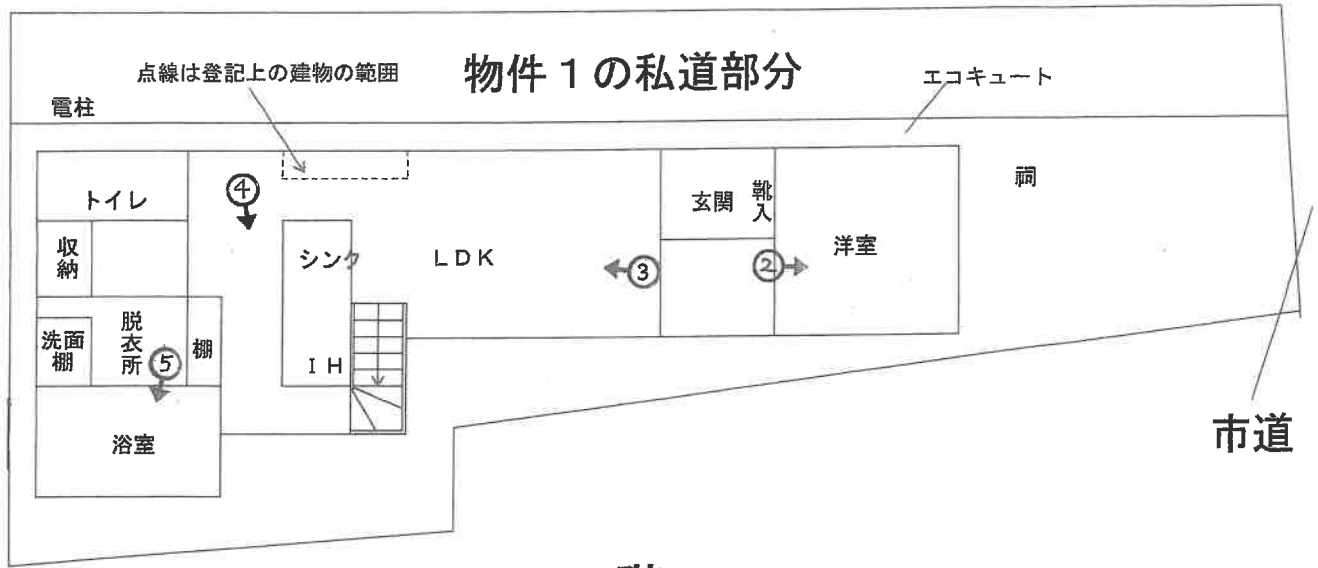 物件1の私道部分
点線は登記上の建物の範囲
エコキュート
電柱
トイレ
④
玄関
靴入
祠
収納
シンク
LDK
③
②
洋室
洗面棚
脱衣所
棚
⑤
IH
浴室
市道